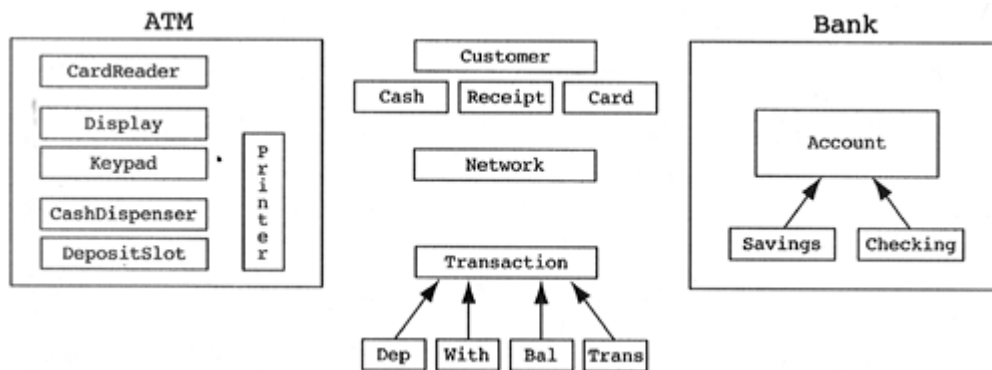 ATM
CardReader
Display
Keypad
CashDispenser
DepositSlot
Printer
Customer
Cash
Receipt
Card
Network
Transaction
Dep
With
Bal
Trans
Bank
Account
Savings
Checking